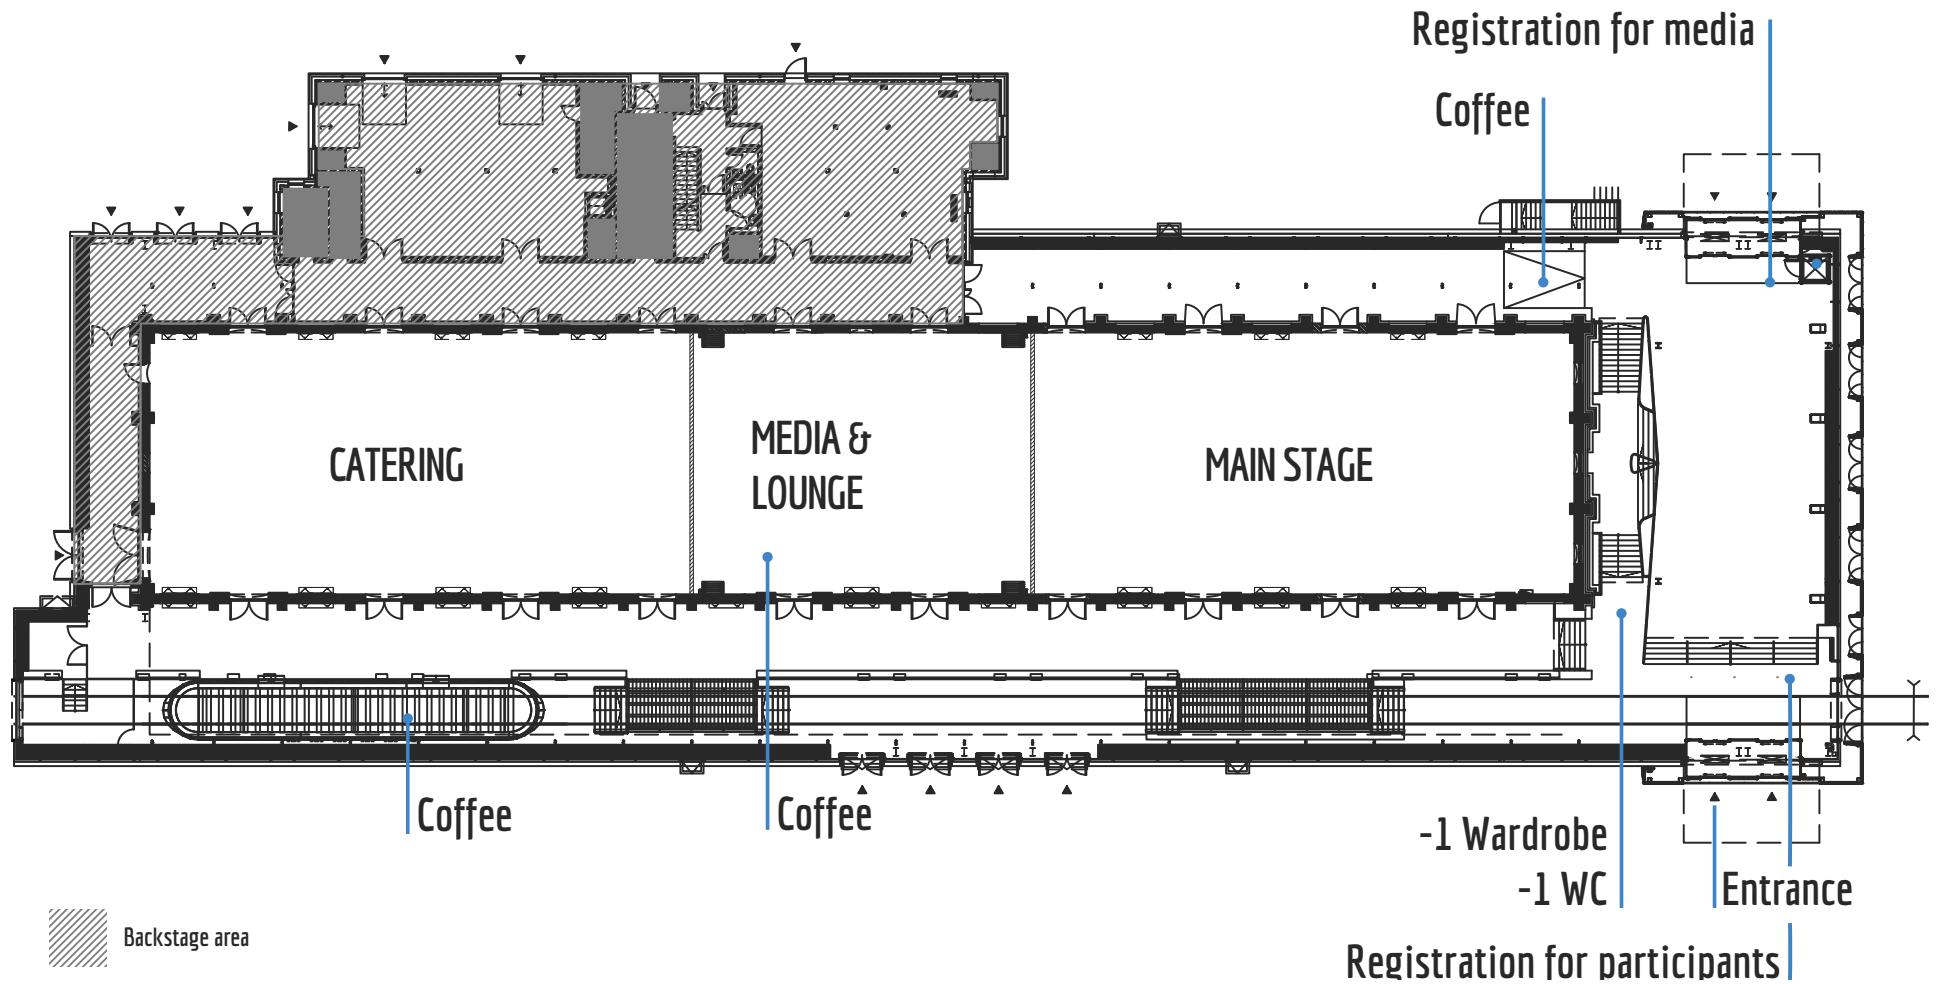 Registration for media
Coffee
CATERING
MEDIA &
LOUNGE
MAIN STAGE
Coffee
Coffee
-1 Wardrobe
-1 WC
Entrance
Backstage area
Registration for participants